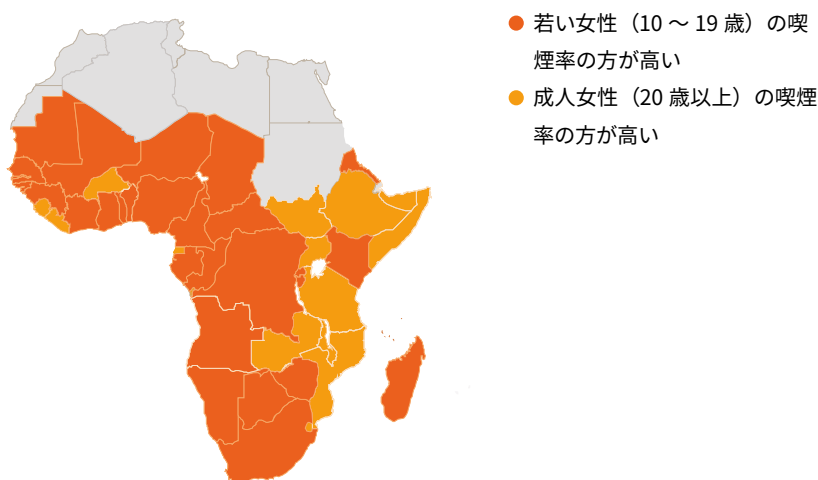 若い女性（10 〜 19 歳）の喫
煙率の方が高い
成人女性（20 歳以上）の喫煙
率の方が高い